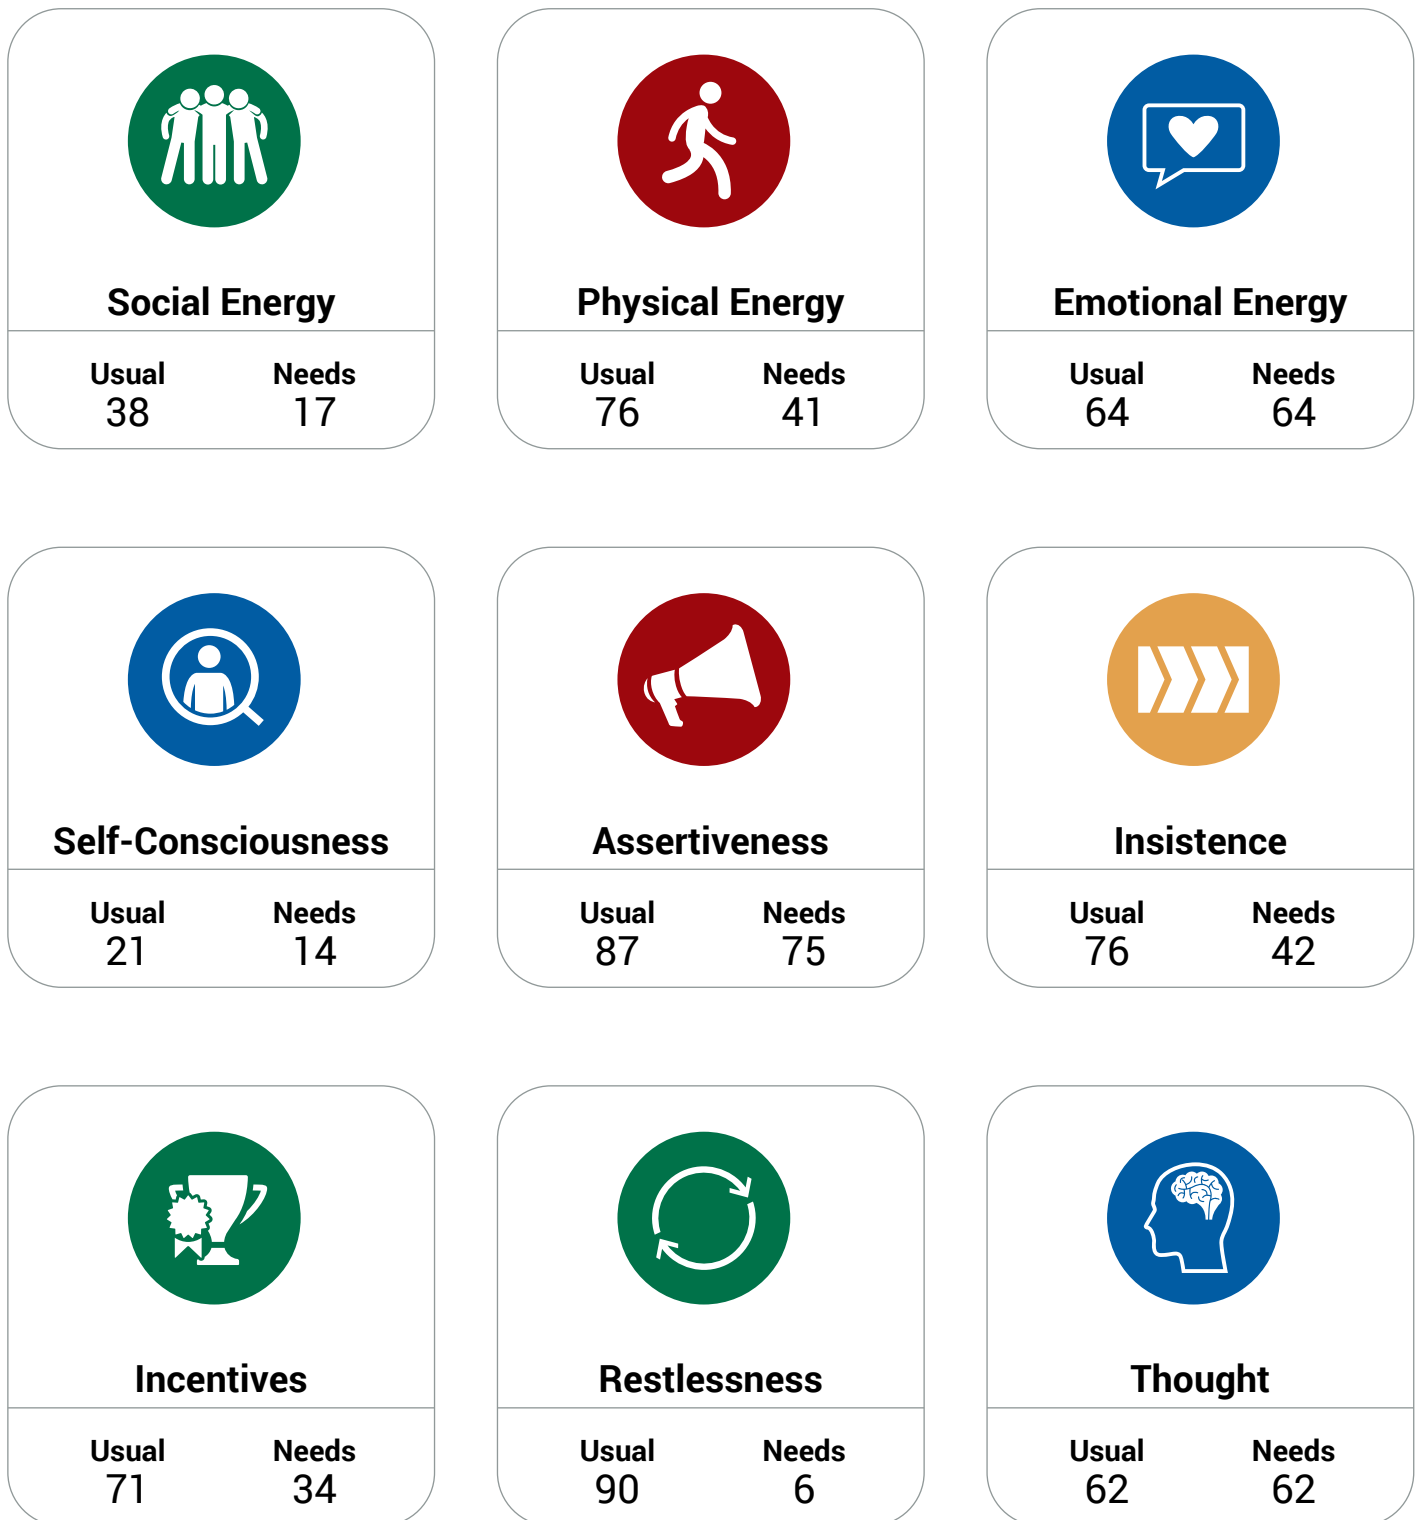 Social Energy
Usual Needs
38 17
Physical Energy
Usual Needs
76 41
Emotional Energy
Usual Needs
64 64
Self-Consciousness
Usual Needs
21 14
Assertiveness
Usual Needs
87 75
Insistence
Usual Needs
76 42
Incentives
Usual Needs
71 34
Restlessness
Usual Needs
90 6
Thought
Usual Needs
62 62